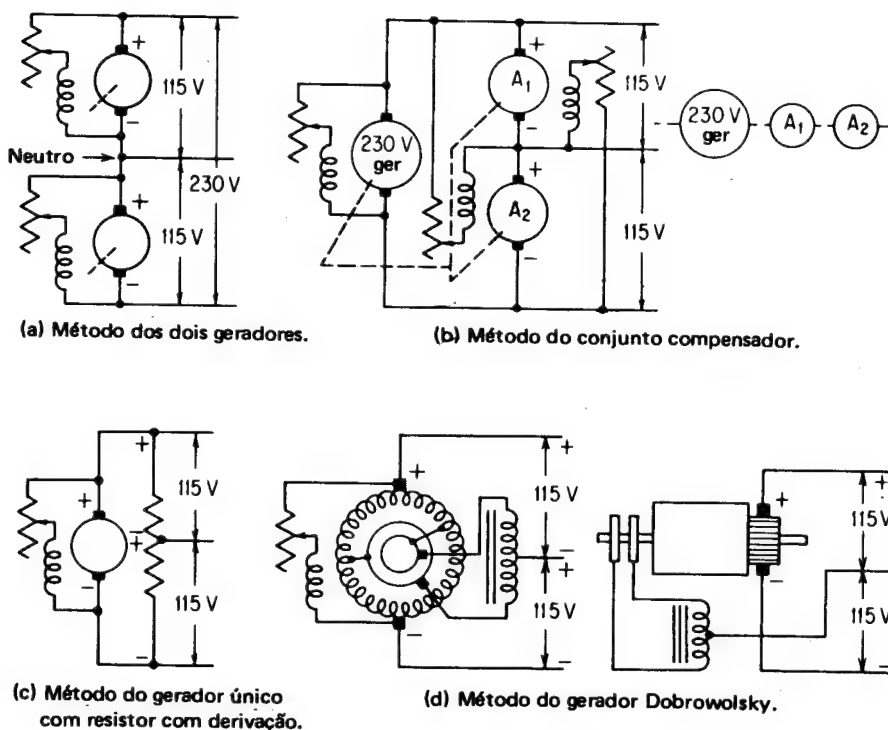 +
115 V
-
Neutro
230 V
+
115 V
-
(a) Método dos dois geradores.
230 V
ger
+
A1
-
+
A2
-
115 V
115 V
230 V
ger
A1
A2
(b) Método do conjunto compensador.
+
+
115 V
-
+
-
115 V
-
(c) Método do gerador único
com resistor com derivação.
+
+
115 V
-
+
115 V
-
-
+
+
115 V
-
115 V
-
(d) Método do gerador Dobrowolsky.